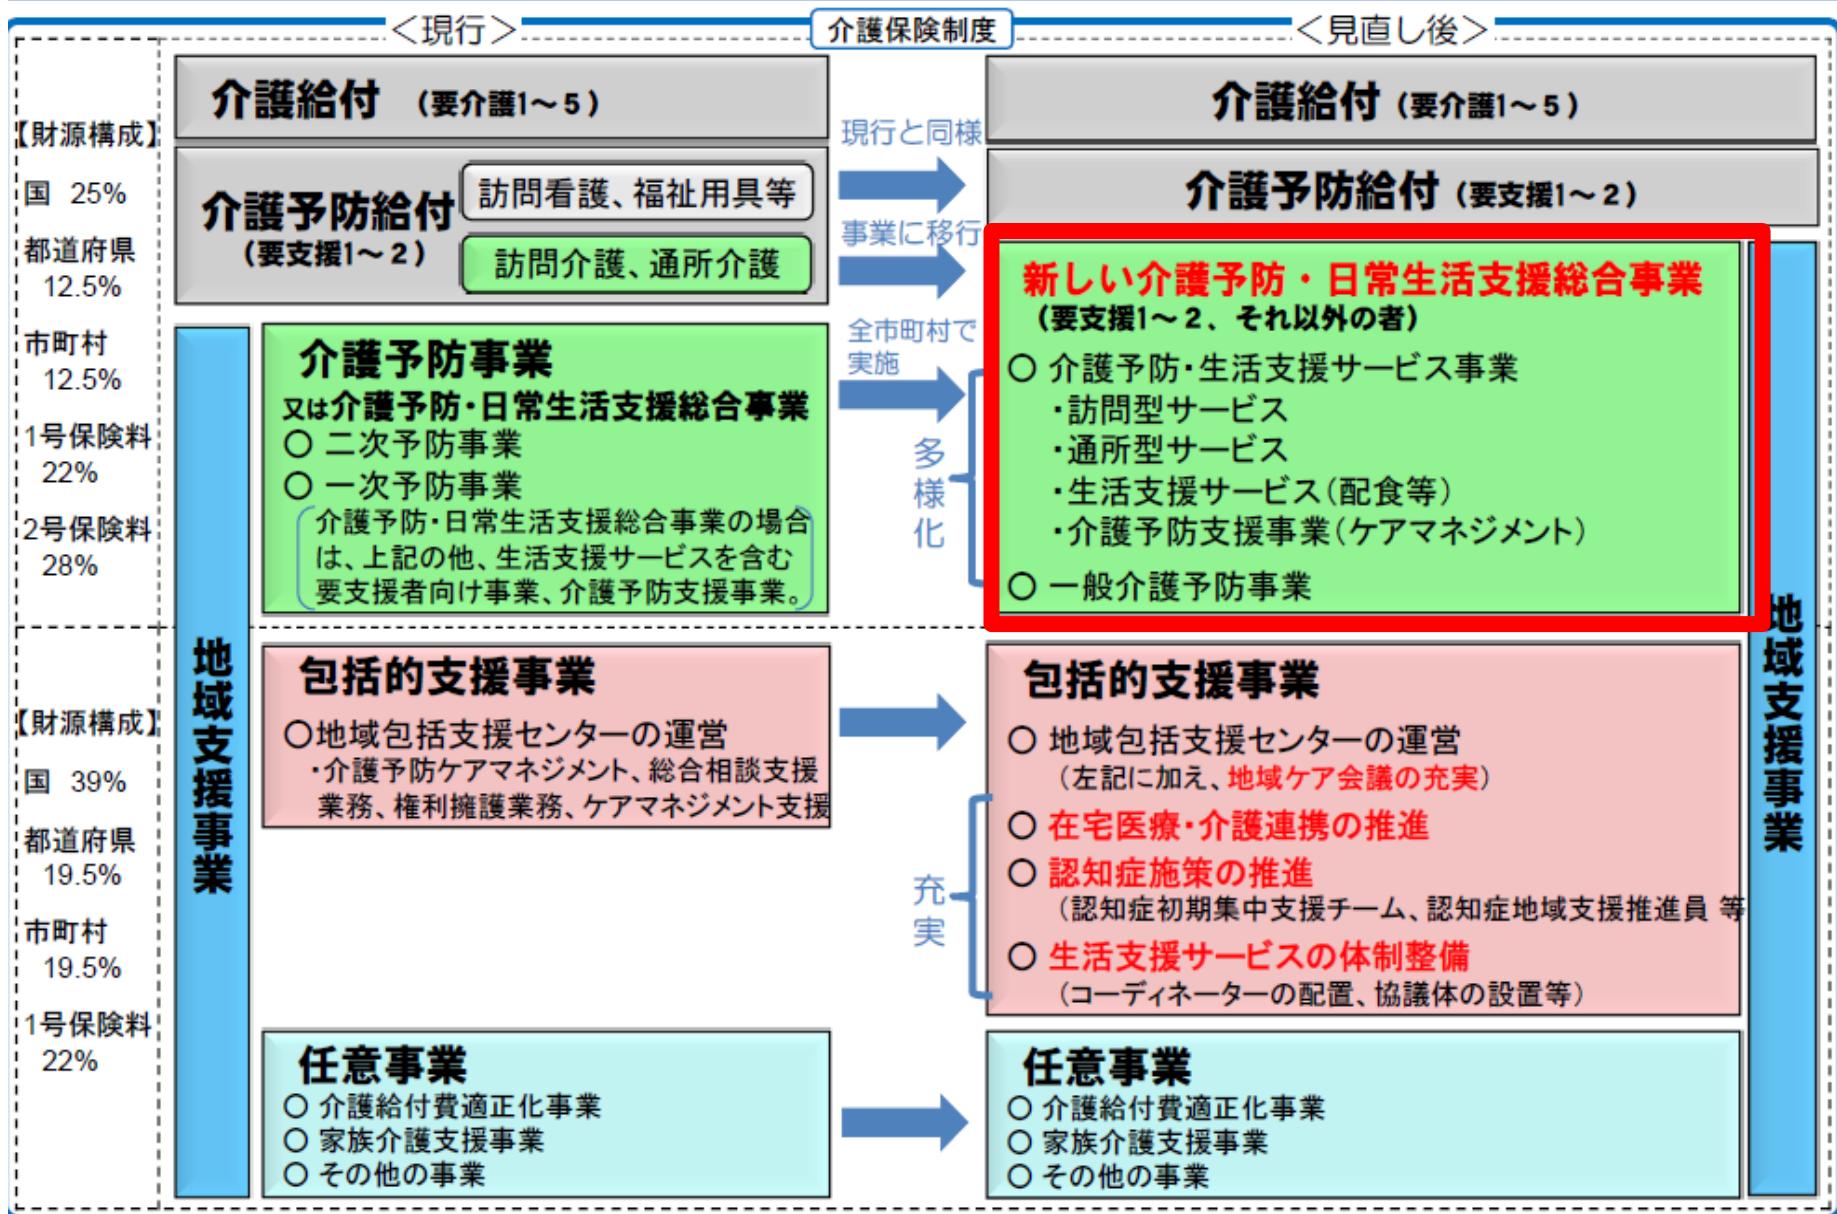 介護保険制度
＜現行＞
＜見直し後＞
【財源構成】
国 25%
都道府県
12.5%
市町村
12.5%
1号保険料
22%
2号保険料
28%
【財源構成】
国 39%
都道府県
19.5%
市町村
19.5%
1号保険料
22%
介護給付 （要介護1～5）
介護予防給付
（要支援1～2）
訪問看護、福祉用具等
訪問介護、通所介護
地域支援事業
介護予防事業
又は介護予防・日常生活支援総合事業
○ 二次予防事業
○ 一次予防事業
介護予防・日常生活支援総合事業の場合
は、上記の他、生活支援サービスを含む
要支援者向け事業、介護予防支援事業。
包括的支援事業
○地域包括支援センターの運営
・介護予防ケアマネジメント、総合相談支援
業務、権利擁護業務、ケアマネジメント支援
任意事業
○ 介護給付費適正化事業
○ 家族介護支援事業
○ その他の事業
現行と同様
事業に移行
全市町村で
実施
多様化
充実
介護給付 （要介護1～5）
介護予防給付 （要支援1～2）
新しい介護予防・日常生活支援総合事業
（要支援1～2、それ以外の者）
○ 介護予防・生活支援サービス事業
・訪問型サービス
・通所型サービス
・生活支援サービス（配食等）
・介護予防支援事業（ケアマネジメント）
○ 一般介護予防事業
包括的支援事業
○ 地域包括支援センターの運営
（左記に加え、地域ケア会議の充実）
○ 在宅医療・介護連携の推進
○ 認知症施策の推進
（認知症初期集中支援チーム、認知症地域支援推進員 等
○ 生活支援サービスの体制整備
（コーディネーターの配置、協議体の設置等）
任意事業
○ 介護給付費適正化事業
○ 家族介護支援事業
○ その他の事業
地域支援事業